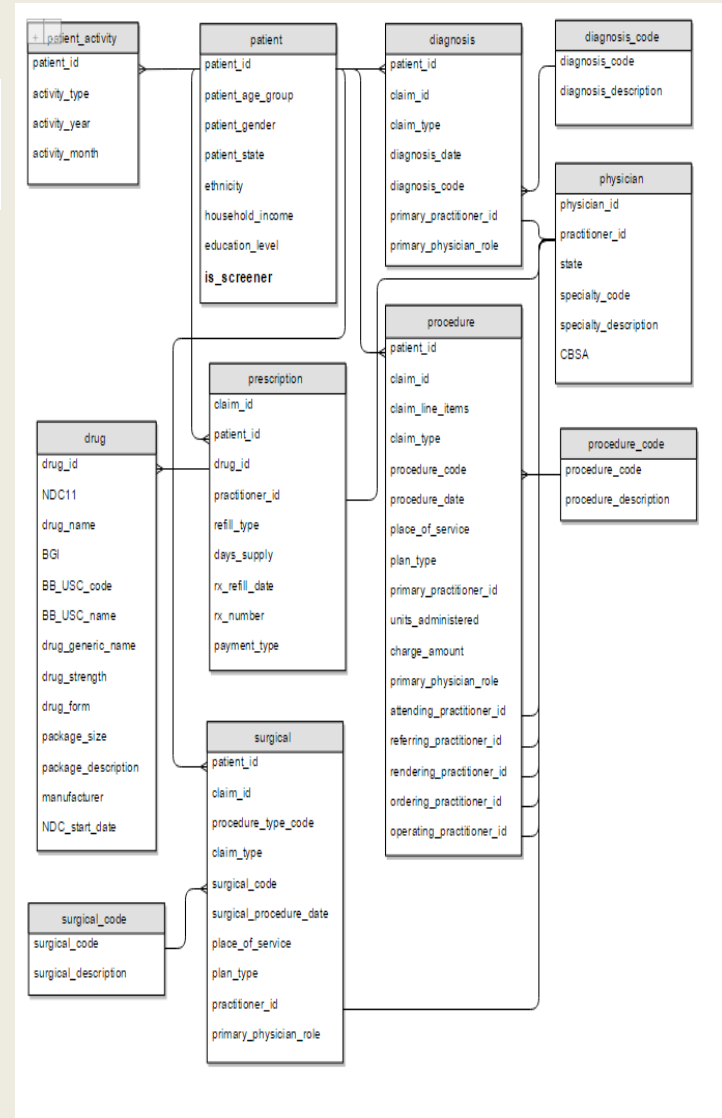 patient_activity
patient_id
activity_type
activity_year
activity_month
patient
patient_id
patient_age_group
patient_gender
patient_state
ethnicity
household_income
education_level
is_screener
diagnosis
patient_id
claim_id
claim_type
diagnosis_date
diagnosis_code
primary_practitioner_id
primary_physician_role
diagnosis_code
diagnosis_code
diagnosis_description
physician
physician_id
practitioner_id
state
specialty_code
specialty_description
CBSA
procedure
patient_id
claim_id
claim_line_items
claim_type
procedure_code
procedure_date
place_of_service
plan_type
primary_practitioner_id
units_administered
charge_amount
primary_physician_role
attending_practitioner_id
referring_practitioner_id
rendering_practitioner_id
ordering_practitioner_id
operating_practitioner_id
prescription
claim_id
patient_id
drug_id
practitioner_id
refill_type
days_supply
rx_refill_date
rx_number
payment_type
drug
drug_id
NDC11
drug_name
BGI
BB_USC_code
BB_USC_name
drug_generic_name
drug_strength
drug_form
package_size
package_description
manufacturer
NDC_start_date
procedure_code
procedure_code
procedure_description
surgical
patient_id
claim_id
procedure_type_code
claim_type
surgical_code
surgical_procedure_date
place_of_service
plan_type
practitioner_id
primary_physician_role
surgical_code
surgical_code
surgical_description